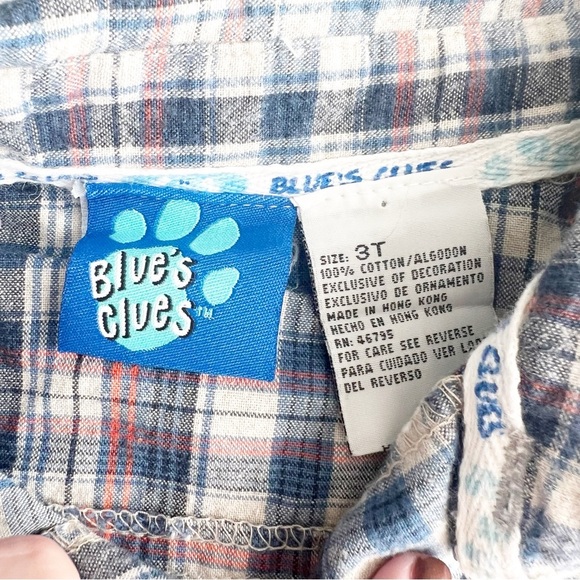 BLUE'S CLUES
Blue's
Clues™
SIZE: 3T
100% COTTON/ALGODON
EXCLUSIVE OF DECORATION
EXCLUSIVO DE ORNAMENTO
MADE IN HONG KONG
HECHO EN HONG KONG
RN: 46795
FOR CARE SEE REVERSE
PARA CUIDADO VER
DEL REVERSO
CLUES